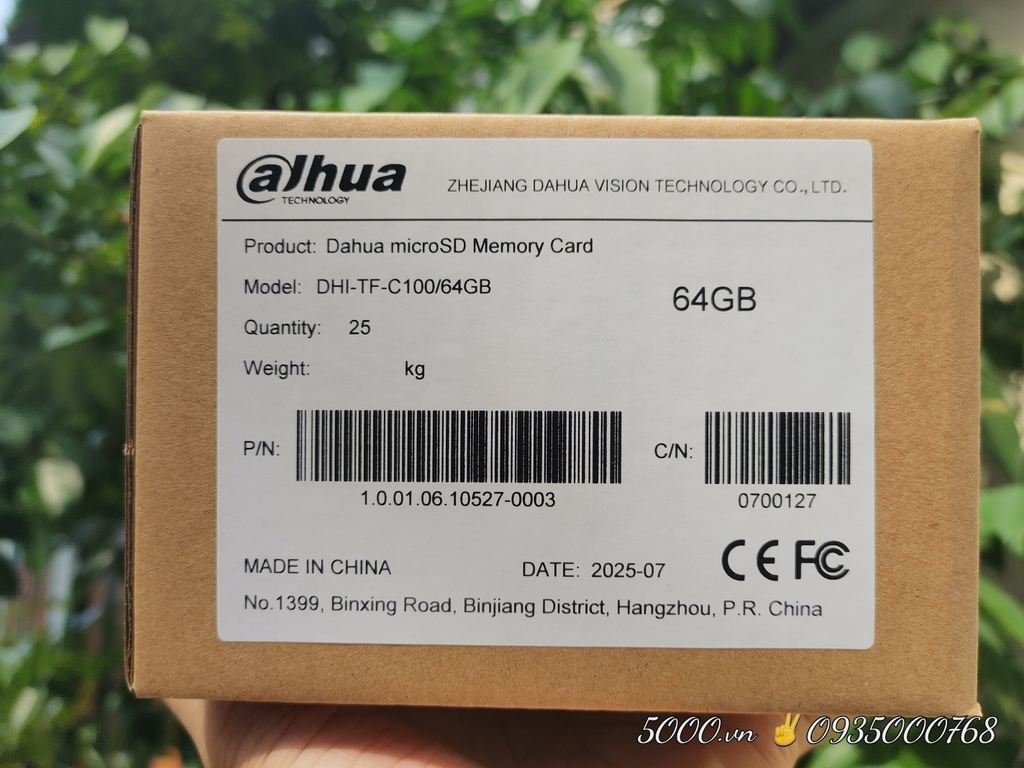 alhua
TECHNOLOGY
ZHEJIANG DAHUA VISION TECHNOLOGY CO.,LTD.
Product: Dahua microSD Memory Card
Model: DHI-TF-C100/64GB
64GB
Quantity: 25
Weight: kg
P/N:
1.0.01.06.10527-0003
C/N:
0700127
CE FC
MADE IN CHINA
DATE: 2025-07
No.1399, Binxing Road, Binjiang District, Hangzhou, P.R. China
5000.vn ✌ 0935000768